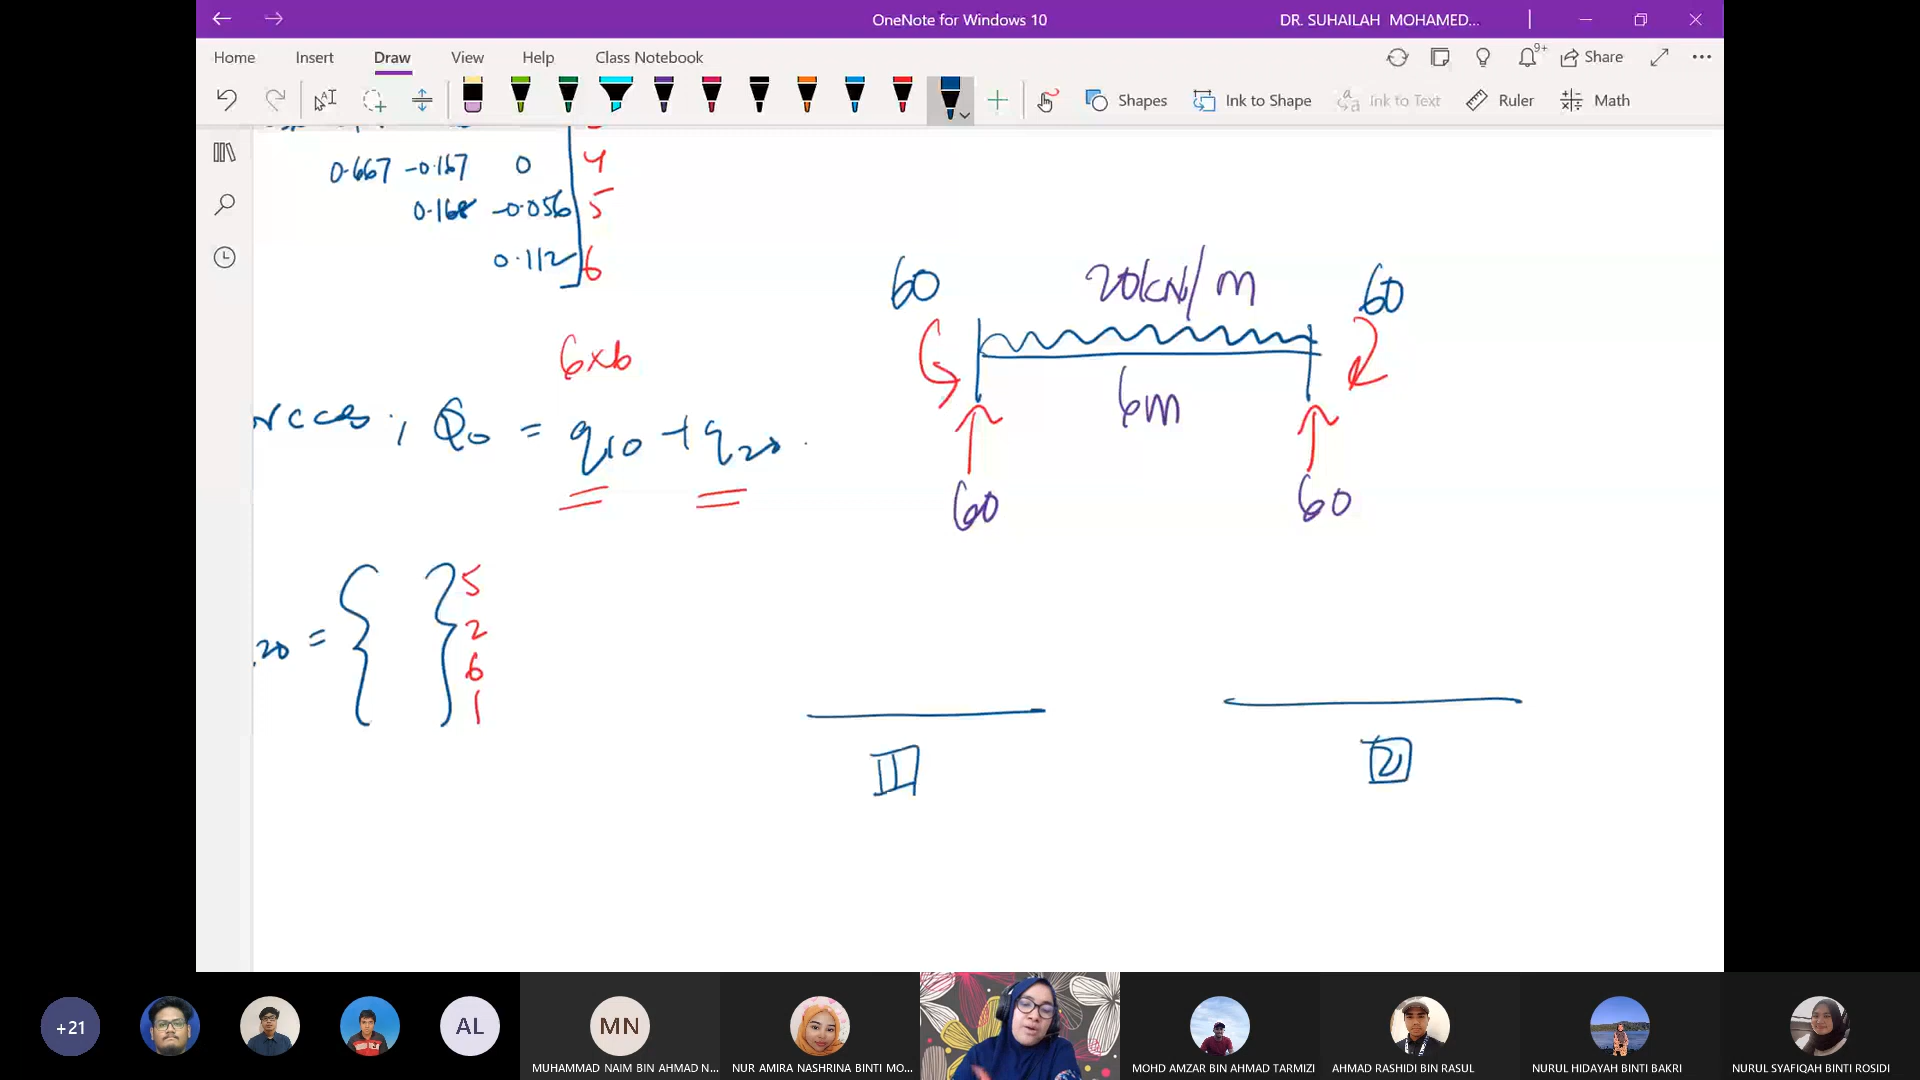 OneNote for Windows 10
DR. SUHAILAH MOHAMED...
Home Insert Draw View Help Class Notebook
9+ Share
Shapes Ink to Shape Ink to Text Ruler Math
0.667 -0.167 0 4
0.168 -0.056 5
0.112 6
6x6
; Q0 = q10 + q20
60 20kN/m 60
6m
60 60
20 = { } 5
2
6
1
1 2
+21 AL MN
MUHAMMAD NAIM BIN AHMAD N...
NUR AMIRA NASHRINA BINTI MO...
MOHD AMZAR BIN AHMAD TARMIZI
AHMAD RASHIDI BIN RASUL
NURUL HIDAYAH BINTI BAKRI
NURUL SYAFIQAH BINTI ROSIDI